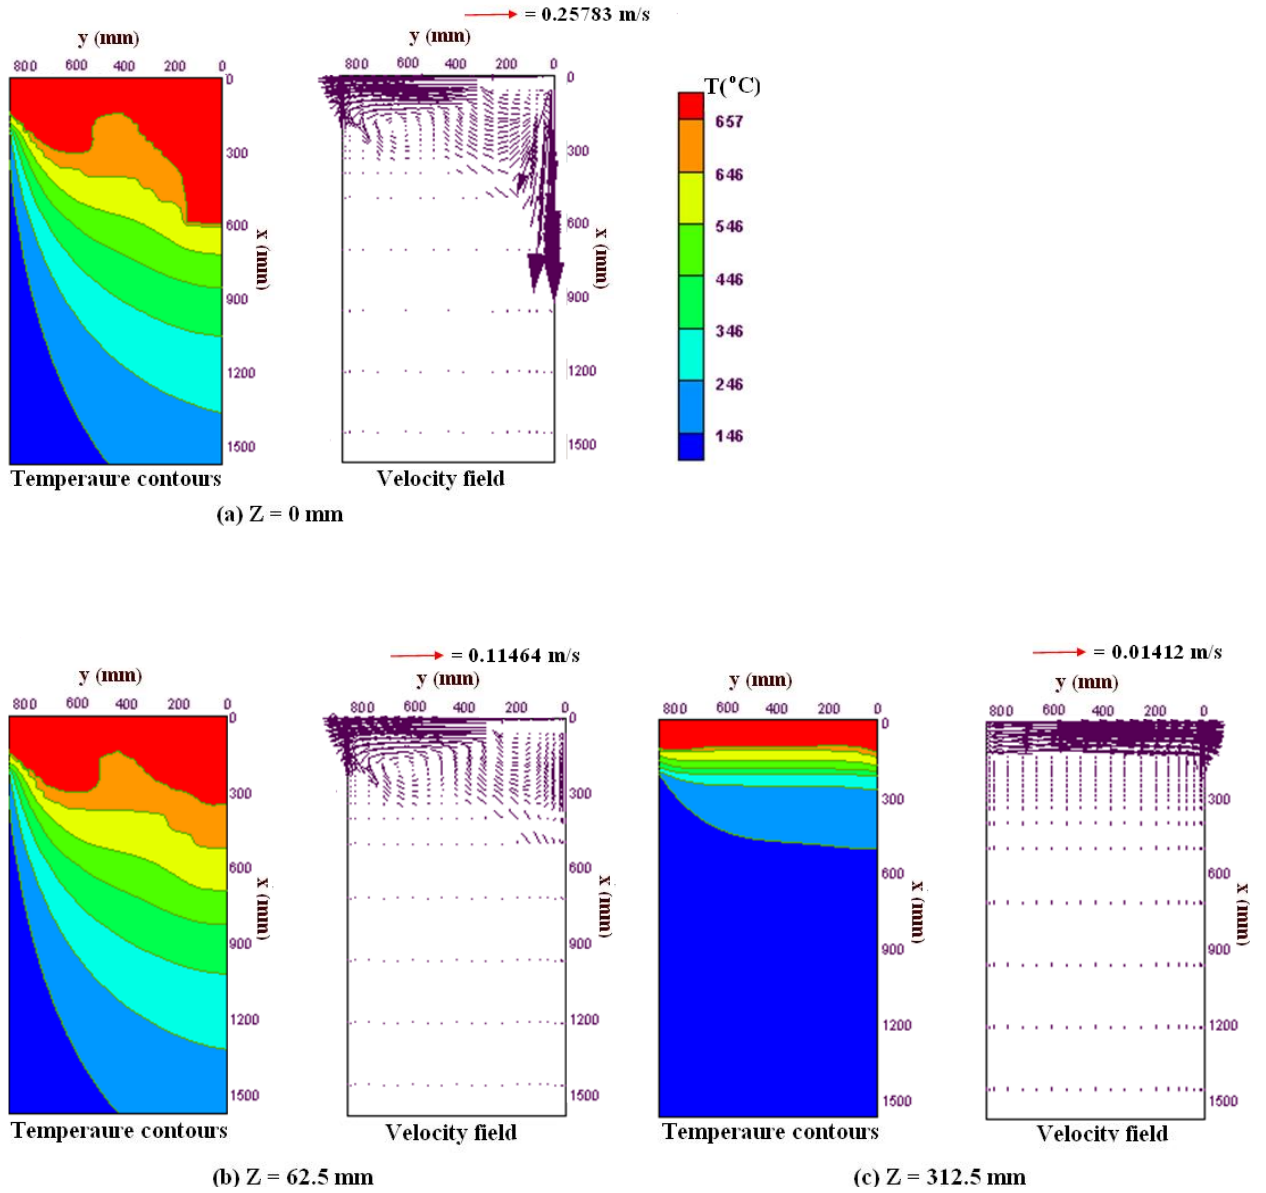 = 0.25783 m/s
y (mm)
y (mm)
800 600 400 200 0
800 600 400 200 0
0
300
600
900
1200
1500
x (mm)
0
300
600
900
1200
1500
x (mm)
T(°C)
657
646
546
446
346
246
146
Temperaure contours
Velocity field
(a) Z = 0 mm
= 0.11464 m/s
= 0.01412 m/s
y (mm)
y (mm)
y (mm)
y (mm)
800 600 400 200 0
800 600 400 200 0
800 600 400 200 0
800 600 400 200 0
0
300
600
900
1200
1500
x (mm)
0
300
600
900
1200
1500
x (mm)
0
300
600
900
1200
1500
x (mm)
0
300
600
900
1200
1500
x (mm)
Temperaure contours
Velocity field
Temperaure contours
Velocity field
(b) Z = 62.5 mm
(c) Z = 312.5 mm